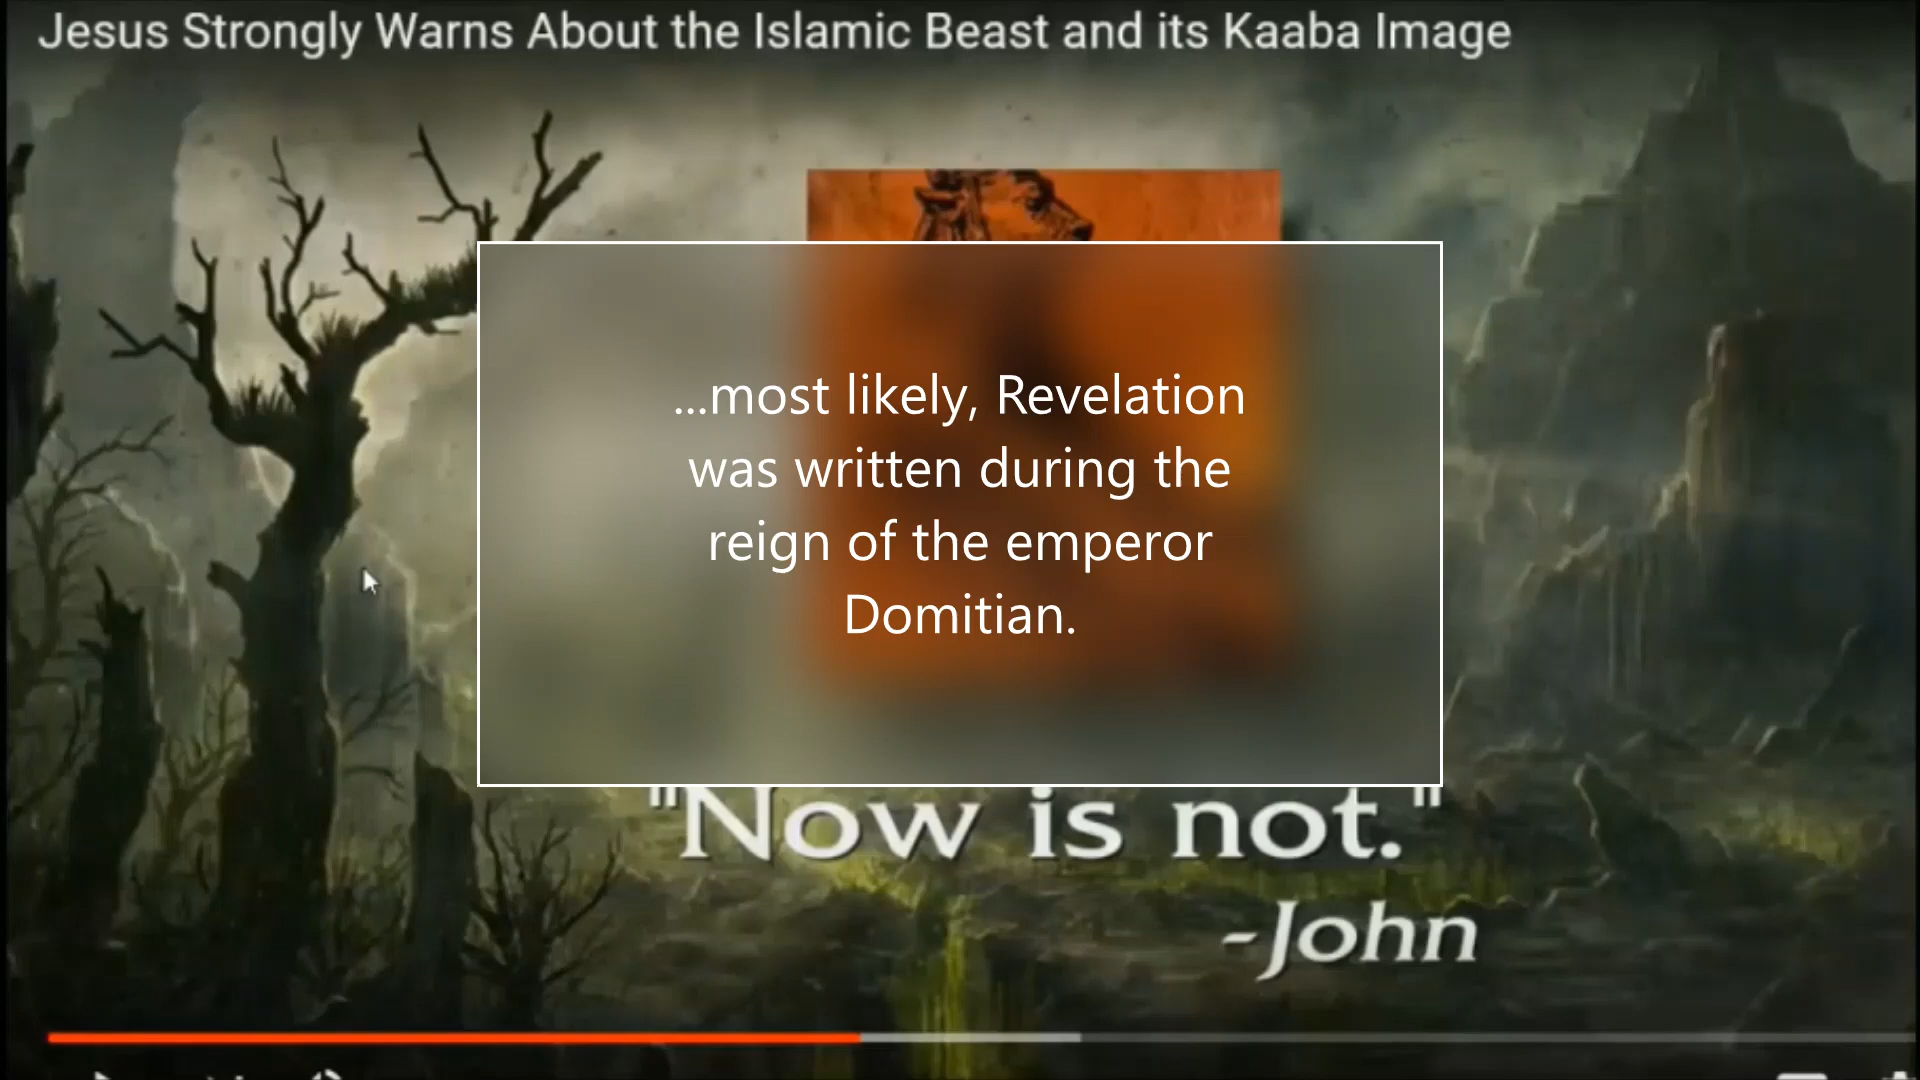 Jesus Strongly Warns About the Islamic Beast and its Kaaba Image
...most likely, Revelation
was written during the
reign of the emperor
Domitian.
"Now is not."
-John